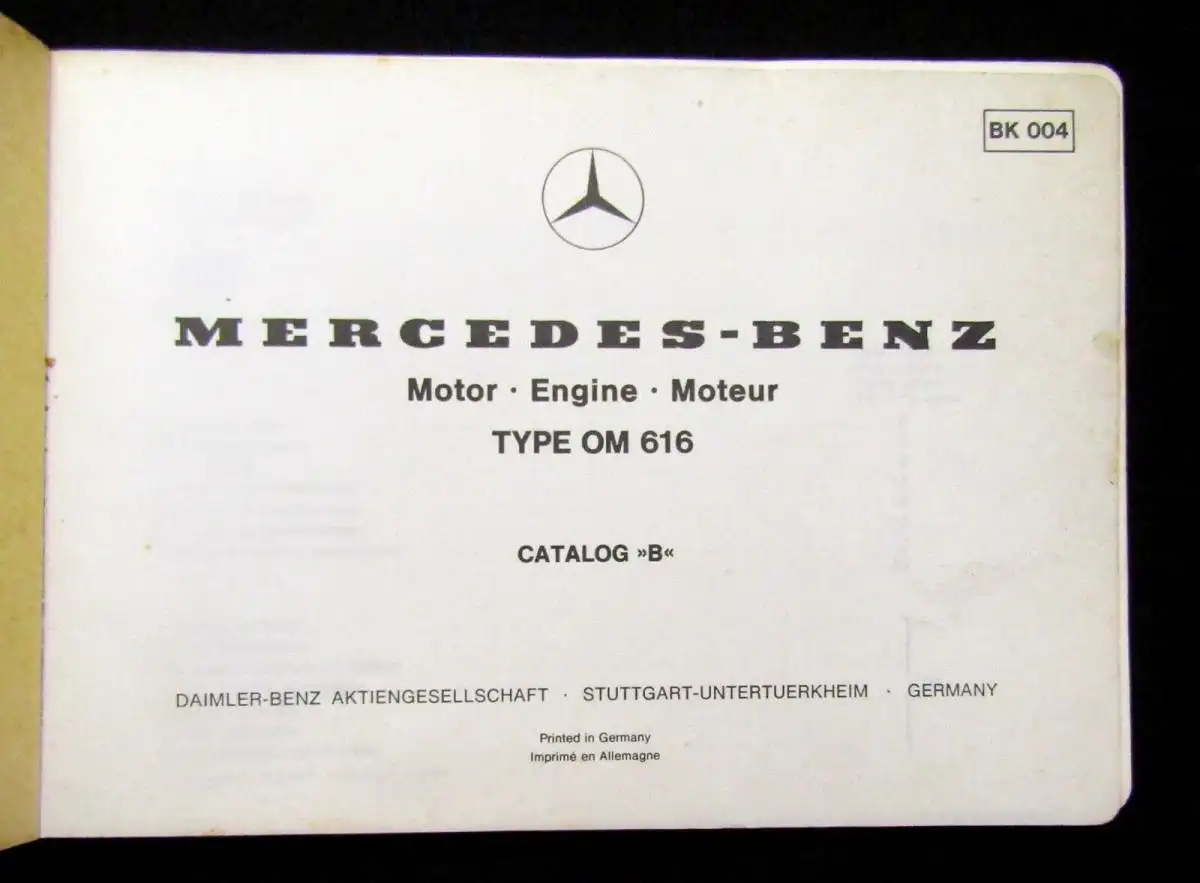 BK 004
MERCEDES-BENZ
Motor · Engine · Moteur
TYPE OM 616
CATALOG »B«
DAIMLER-BENZ AKTIENGESELLSCHAFT · STUTTGART-UNTERTUERKHEIM · GERMANY
Printed in Germany
Imprimé en Allemagne